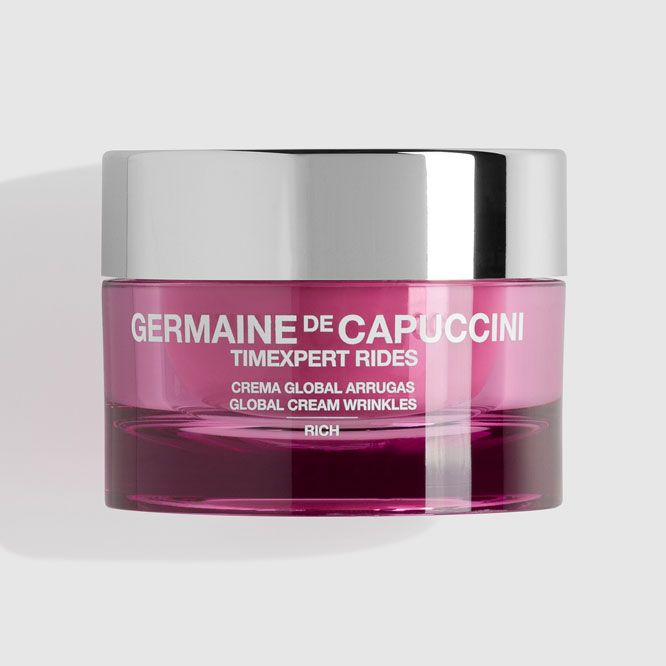 GERMAINE DE CAPUCCINI
TIMEXPERT RIDES
CREMA GLOBAL ARRUGAS
GLOBAL CREAM WRINKLES
RICH